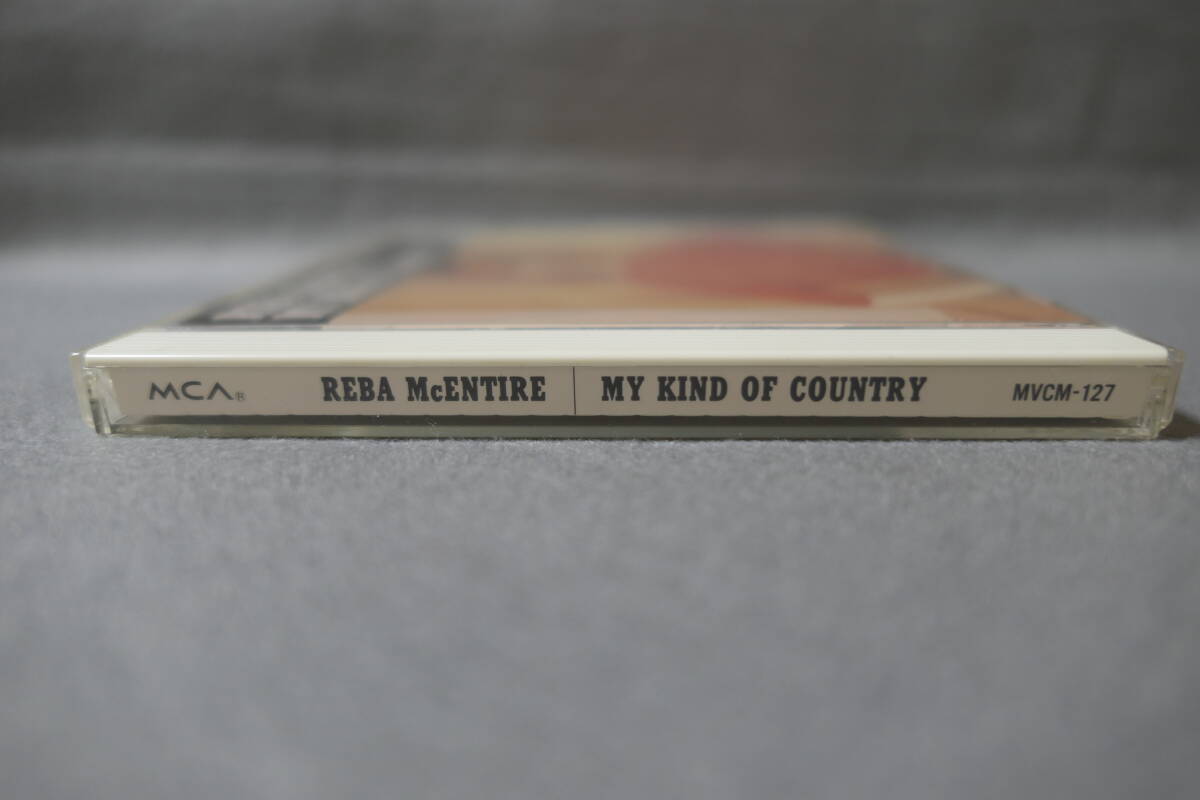 MCA® REBA McENTIRE MY KIND OF COUNTRY MVCM-127